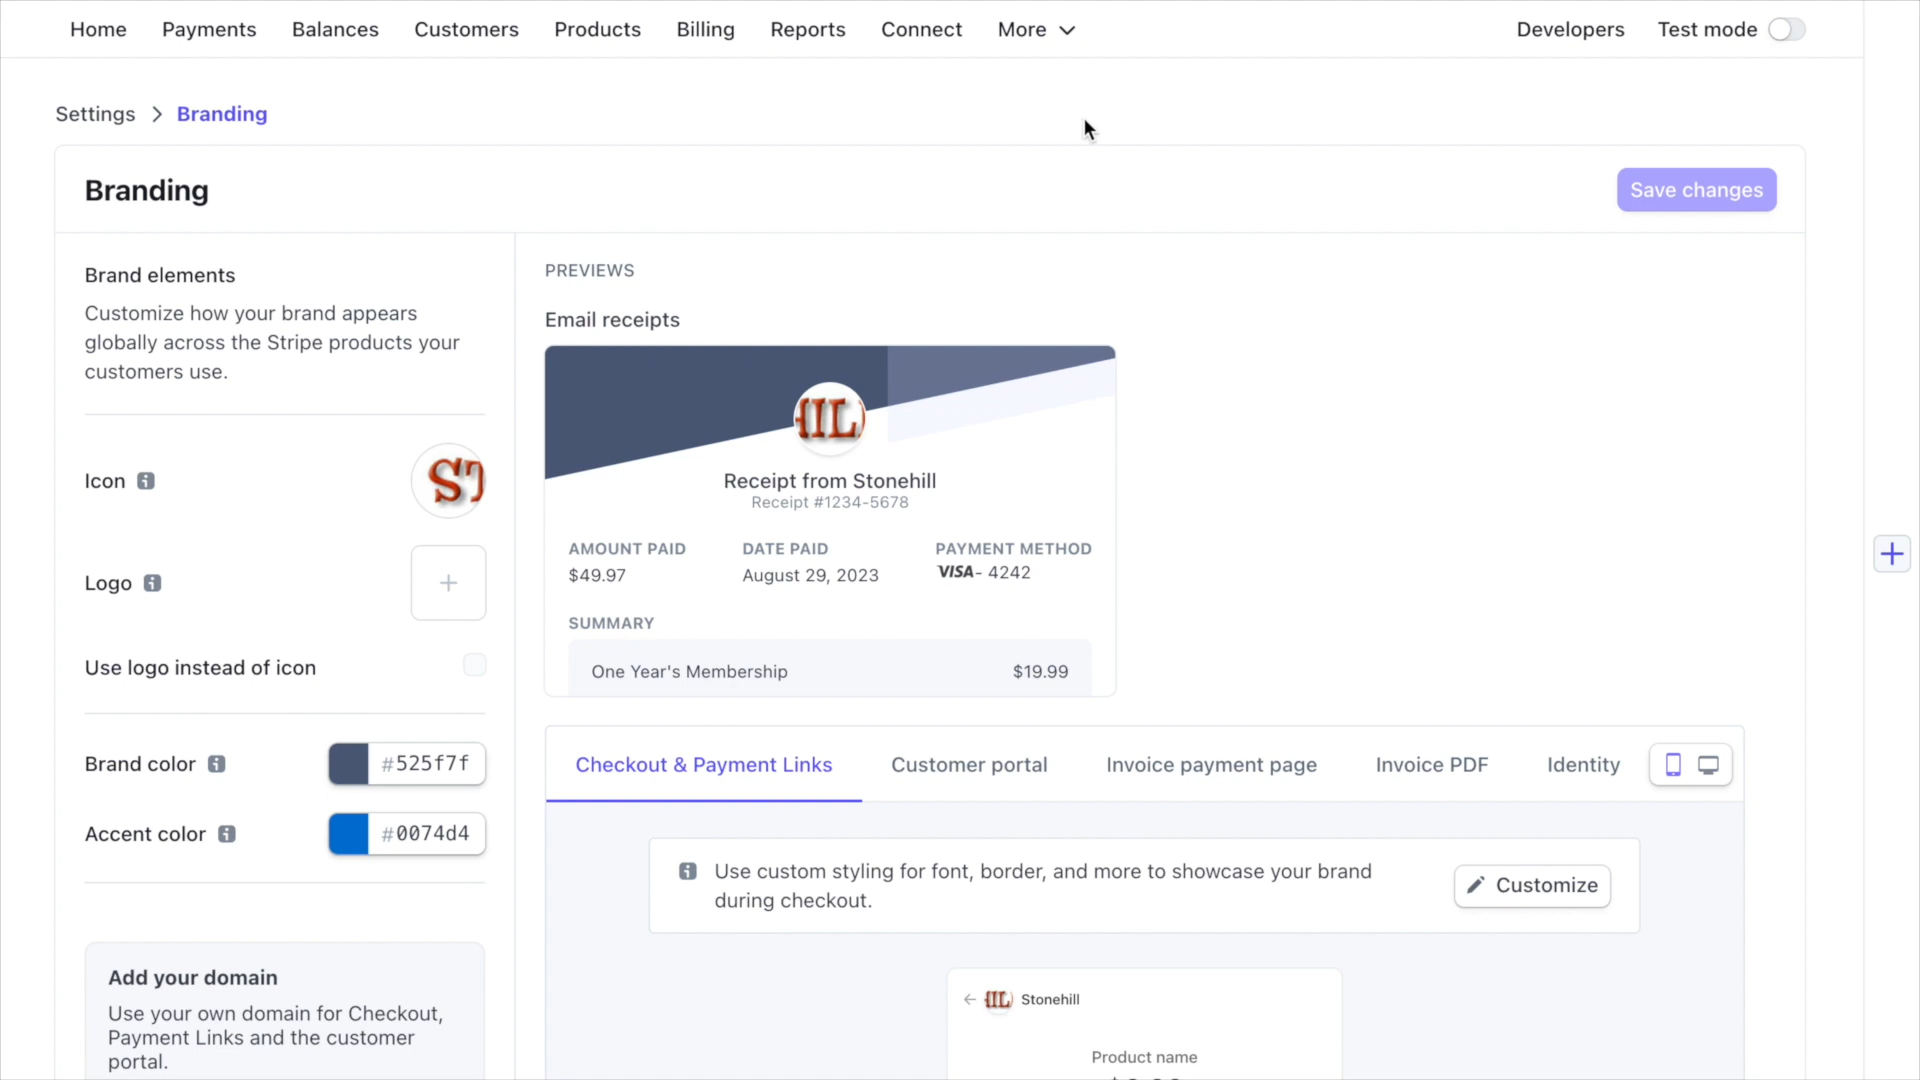 Home Payments Balances Customers Products Billing Reports Connect More Developers Test mode
Settings > Branding
Branding
Save changes
Brand elements
Customize how your brand appears
globally across the Stripe products your
customers use.
Icon
ST
Logo
Use logo instead of icon
Brand color
#525f7f
Accent color
#0074d4
Add your domain
Use your own domain for Checkout,
Payment Links and the customer
portal.
PREVIEWS
Email receipts
HIL
Receipt from Stonehill
Receipt #1234-5678
AMOUNT PAID DATE PAID PAYMENT METHOD
$49.97 August 29, 2023 VISA - 4242
SUMMARY
One Year's Membership $19.99
Checkout & Payment Links Customer portal Invoice payment page Invoice PDF Identity
Use custom styling for font, border, and more to showcase your brand
during checkout.
Customize
HIL Stonehill
Product name